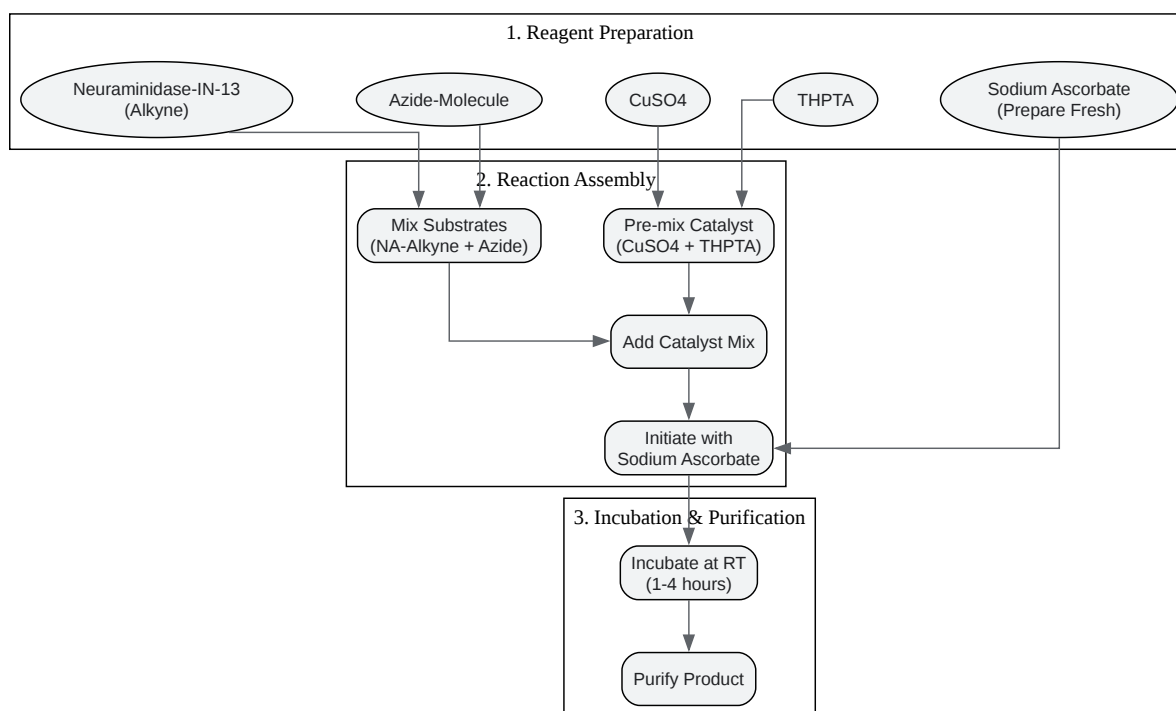 1. Reagent Preparation
Neuraminidase-IN-13
(Alkyne)
Azide-Molecule
CuSO4
THPTA
Sodium Ascorbate
(Prepare Fresh)
2. Reaction Assembly
Mix Substrates
(NA-Alkyne + Azide)
Pre-mix Catalyst
(CuSO4 + THPTA)
Add Catalyst Mix
Initiate with
Sodium Ascorbate
3. Incubation & Purification
Incubate at RT
(1-4 hours)
Purify Product